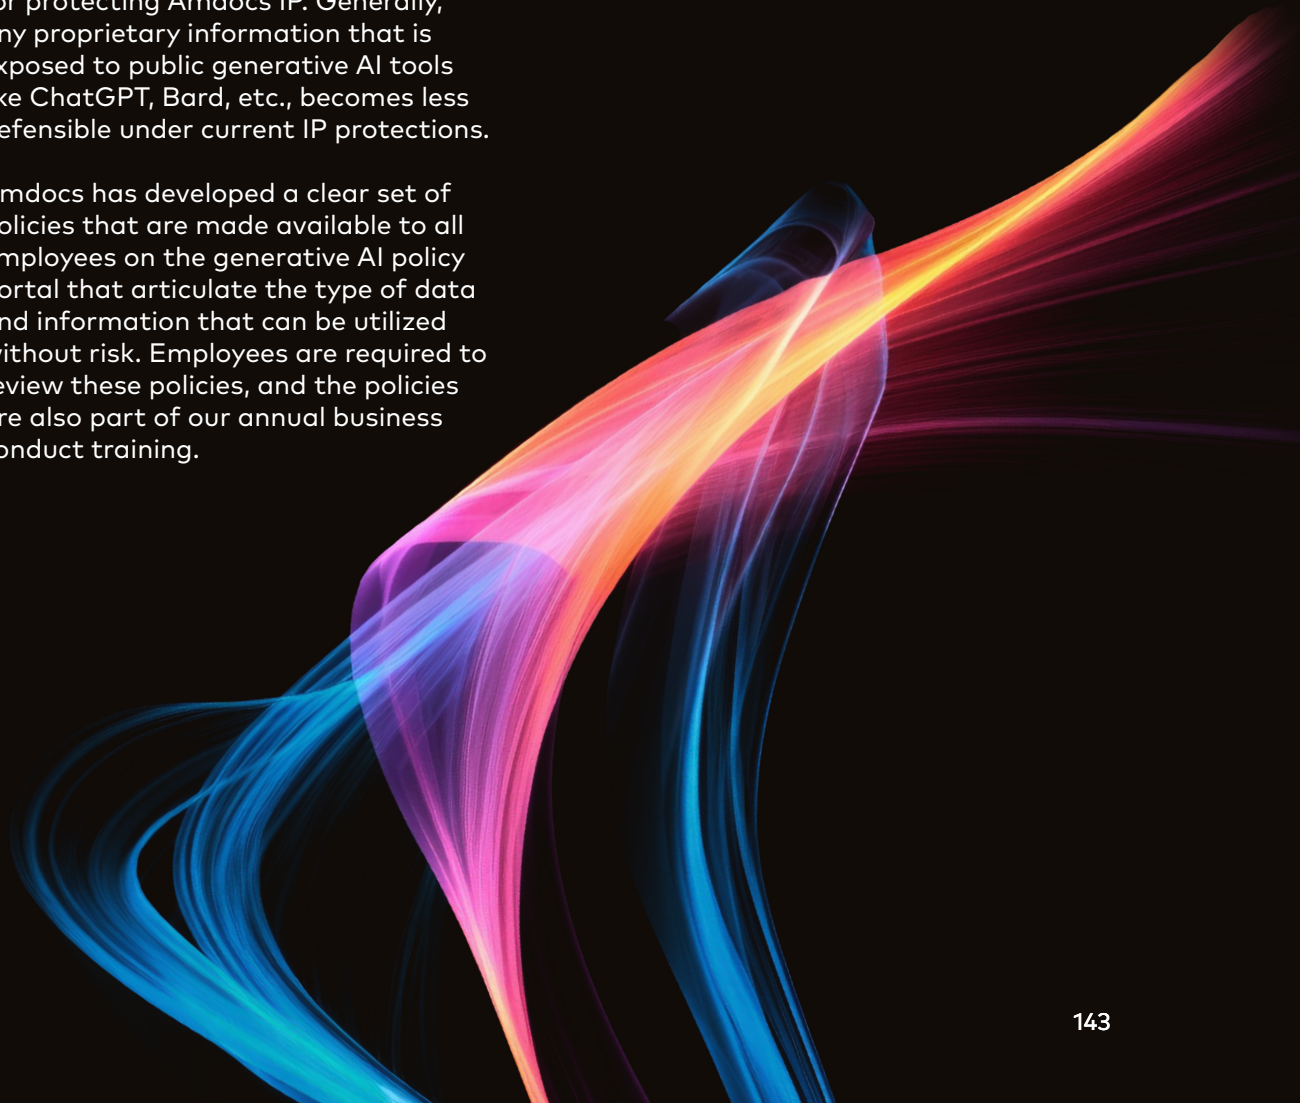 or protecting Amdocs IP. Generally,
ny proprietary information that is
xposed to public generative AI tools
ke ChatGPT, Bard, etc., becomes less
efensible under current IP protections.
mdocs has developed a clear set of
olicies that are made available to all
mployees on the generative AI policy
ortal that articulate the type of data
nd information that can be utilized
ithout risk. Employees are required to
eview these policies, and the policies
re also part of our annual business
onduct training.
143